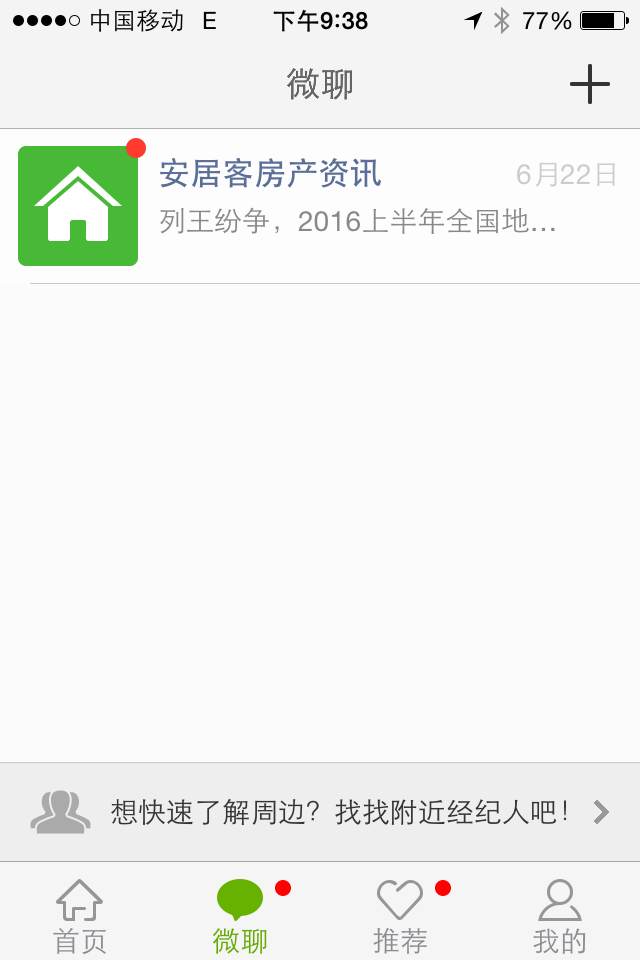 中国移动 E 下午9:38 77%
微聊
安居客房产资讯 6月22日
列王纷争，2016上半年全国地...
想快速了解周边？找找附近经纪人吧！
首页 微聊 推荐 我的